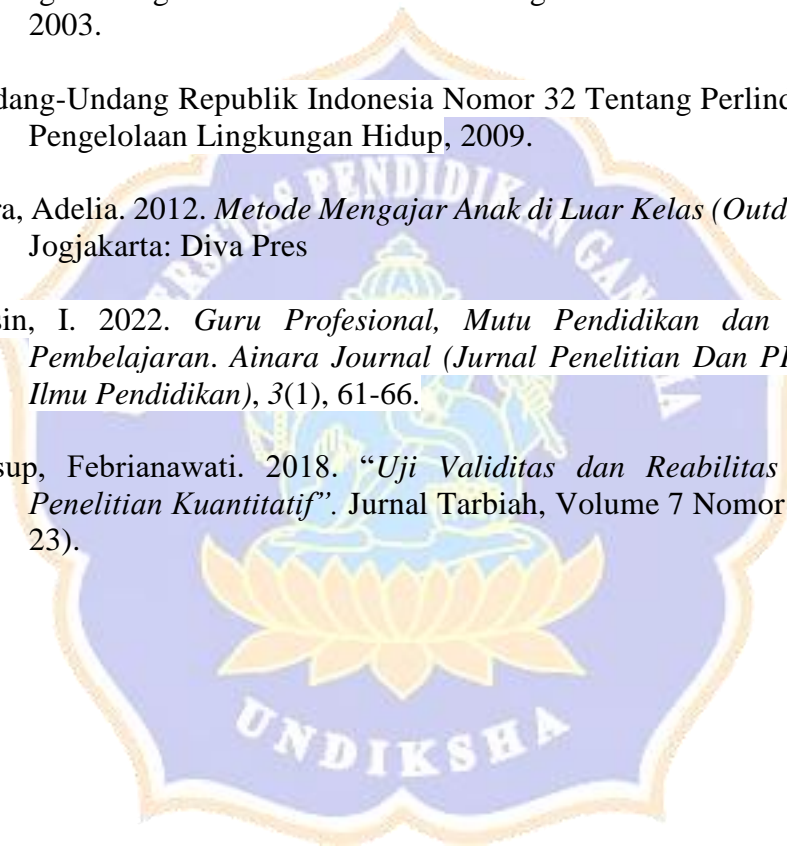 2003.
dang-Undang Republik Indonesia Nomor 32 Tentang Perlind
Pengelolaan Lingkungan Hidup, 2009.
ra, Adelia. 2012. Metode Mengajar Anak di Luar Kelas (Outd
Jogjakarta: Diva Pres
sin, I. 2022. Guru Profesional, Mutu Pendidikan dan
Pembelajaran. Ainara Journal (Jurnal Penelitian Dan PI
Ilmu Pendidikan), 3(1), 61-66.
sup, Febrianawati. 2018. “Uji Validitas dan Reabilitas
Penelitian Kuantitatif”. Jurnal Tarbiah, Volume 7 Nomor
23).
PENDIDIKAN
UNDIKSHA